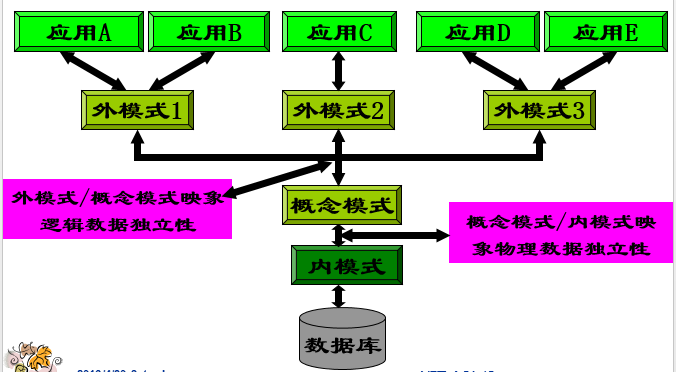 应用A
应用B
应用C
应用D
应用E
外模式1
外模式2
外模式3
外模式/概念模式映象
逻辑数据独立性
概念模式
概念模式/内模式映
象物理数据独立性
内模式
数据库